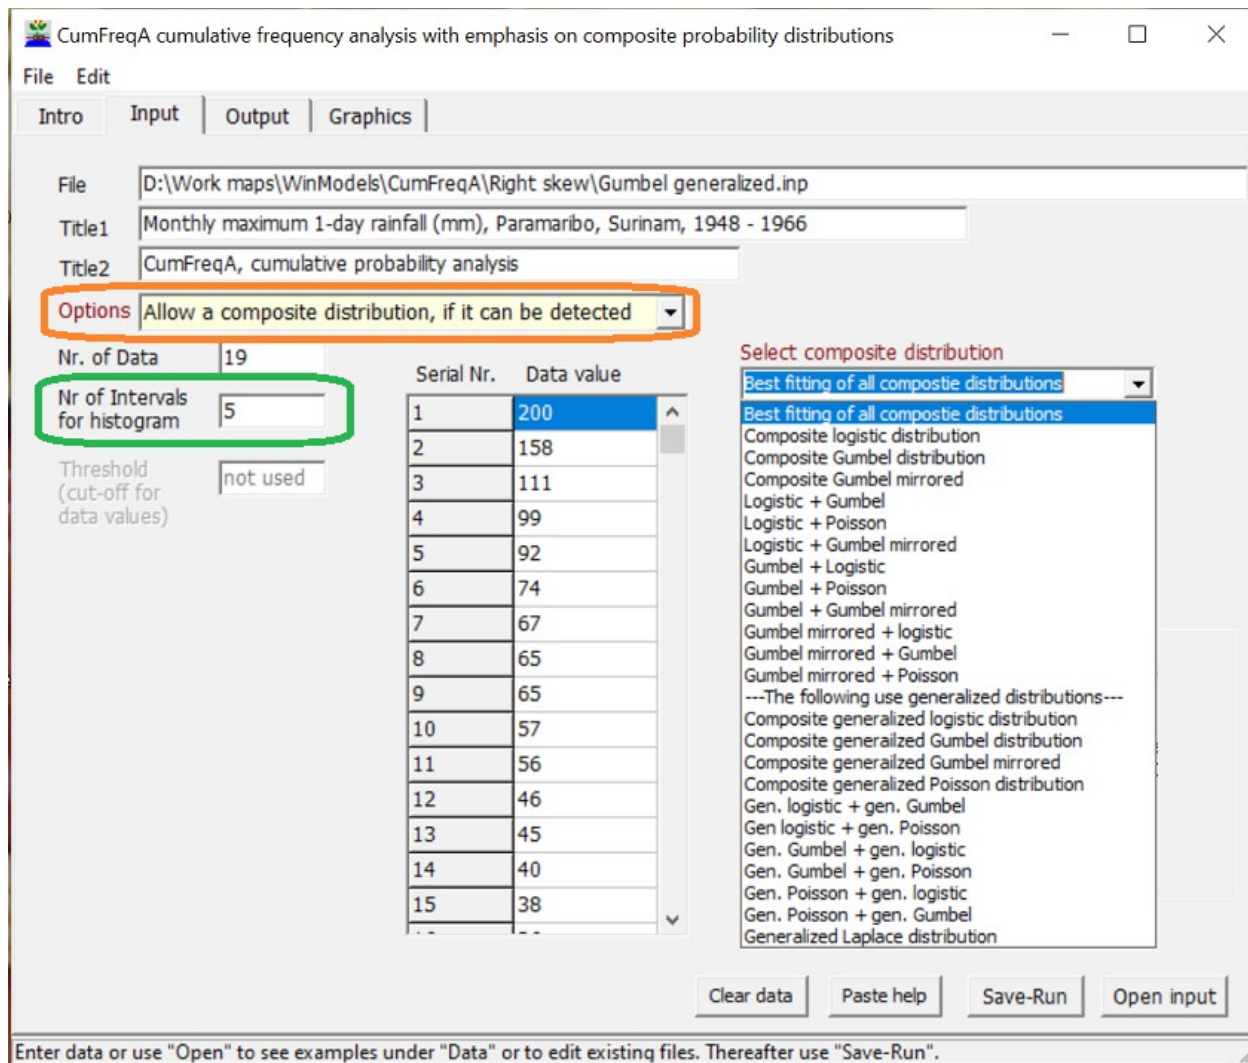 CumFreqA cumulative frequency analysis with emphasis on composite probability distributions
File Edit
Intro Input Output Graphics
File D:\Work maps\WinModels\CumFreqA\Right skew\Gumbel generalized.inp
Title1 Monthly maximum 1-day rainfall (mm), Paramaribo, Surinam, 1948 - 1966
Title2 CumFreqA, cumulative probability analysis
Options Allow a composite distribution, if it can be detected
Nr. of Data 19
Nr of Intervals
for histogram 5
Threshold
(cut-off for
data values) not used
Serial Nr. Data value
1 200
2 158
3 111
4 99
5 92
6 74
7 67
8 65
9 65
10 57
11 56
12 46
13 45
14 40
15 38
Select composite distribution
Best fitting of all compostie distributions
Best fitting of all compostie distributions
Composite logistic distribution
Composite Gumbel distribution
Composite Gumbel mirrored
Logistic + Gumbel
Logistic + Poisson
Logistic + Gumbel mirrored
Gumbel + Logistic
Gumbel + Poisson
Gumbel + Gumbel mirrored
Gumbel mirrored + logistic
Gumbel mirrored + Gumbel
Gumbel mirrored + Poisson
---The following use generalized distributions---
Composite generalized logistic distribution
Composite generailzed Gumbel distribution
Composite generailzed Gumbel mirrored
Composite generalized Poisson distribution
Gen. logistic + gen. Gumbel
Gen logistic + gen. Poisson
Gen. Gumbel + gen. logistic
Gen. Gumbel + gen. Poisson
Gen. Poisson + gen. logistic
Gen. Poisson + gen. Gumbel
Generalized Laplace distribution
Clear data Paste help Save-Run Open input
Enter data or use "Open" to see examples under "Data" or to edit existing files. Thereafter use "Save-Run".